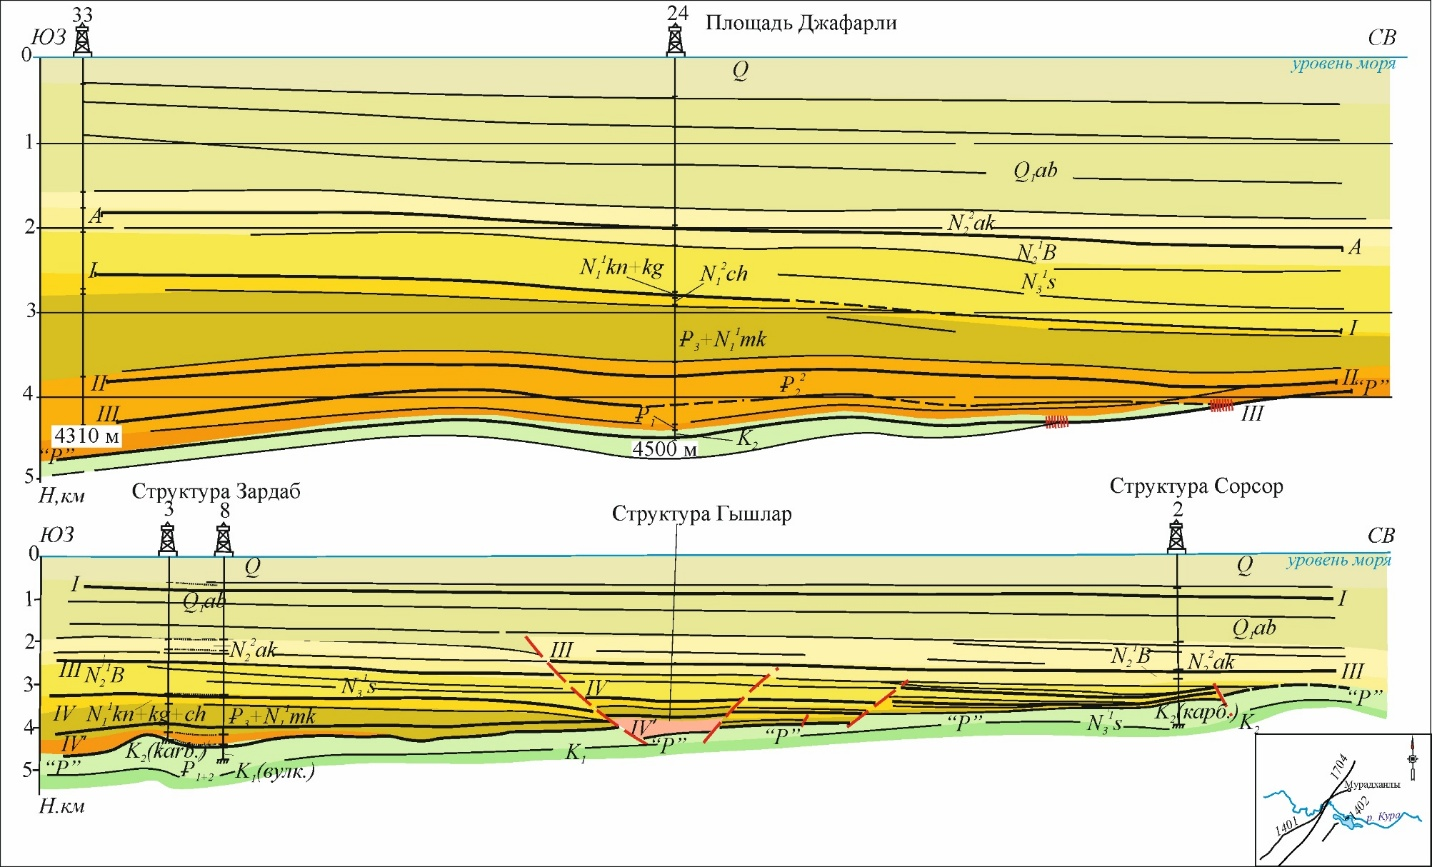 33
24
Площадь Джафарли
ЮЗ
СВ
0
уровень моря
Q
1
Q₁ab
A
2
N₂²ak
A
N₂¹B
I
N₁¹kn+kg
N₁²ch
N₃¹s
3
I
P₃+N₁¹mk
II
P₂²
II
"P"
4
III
P₁
III
4310 м
K₂
"P"
4500 м
5
Н,км
Структура Зардаб
Структура Сорсор
3
8
Структура Гышлар
2
ЮЗ
СВ
0
Q
Q
уровень моря
I
1
Q₁ab
I
2
Q₁ab
N₂²ak
III
N₂¹B
N₂²ak
III
N₂¹B
III
3
N₃¹s
IV
"P"
IV
N₁¹kn+kg+ch
P₃+N₁¹mk
K₂(карб.)
4
IV'
"P"
"P"
N₃¹s
K₂
IV'
K₂(karb.)
"P"
K₁
"P"
P₁₊₂
K₁(вулк.)
5
Н.км
1704
Мурадханлы
1402
р. Кура
1401